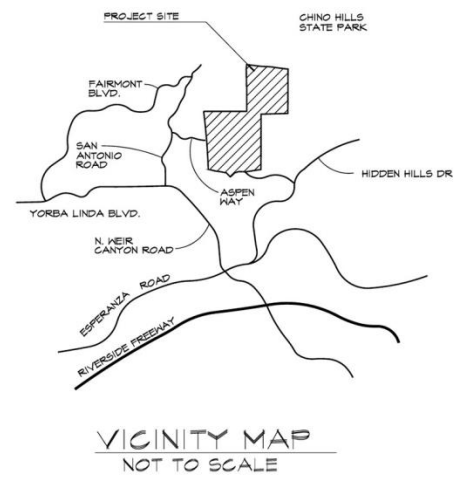 PROJECT SITE
CHINO HILLS
STATE PARK
FAIRMONT
BLVD.
SAN
ANTONIO
ROAD
HIDDEN HILLS DR
ASPEN
WAY
YORBA LINDA BLVD.
N. WEIR
CANYON ROAD
ESPERANZA ROAD
RIVERSIDE FREEWAY
VICINITY MAP
NOT TO SCALE